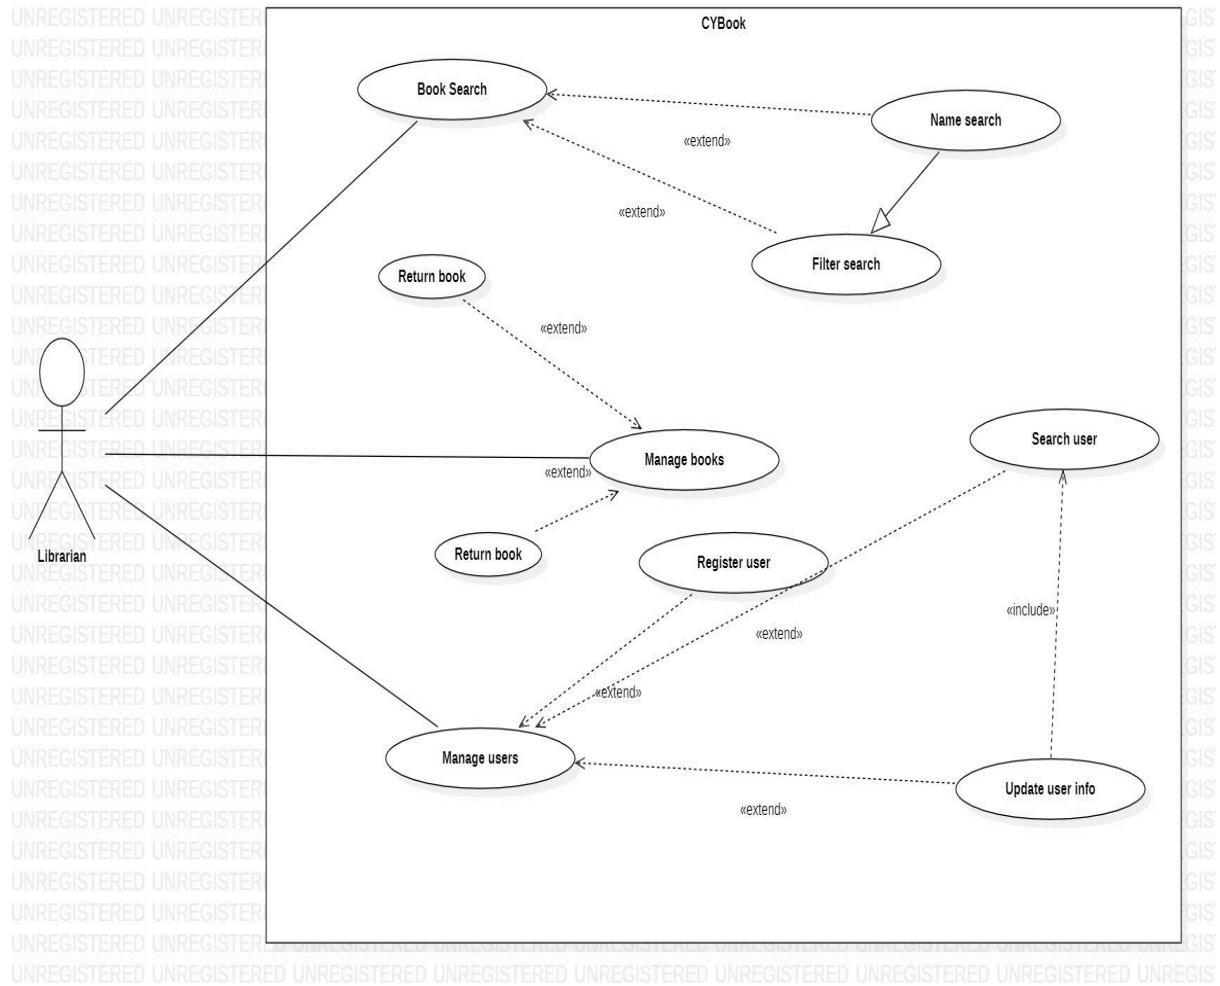 CYBook
Book Search
Name search
«extend»
«extend»
Filter search
Return book
«extend»
Search user
Manage books
«extend»
Return book
Register user
Librarian
«include»
«extend»
«extend»
Manage users
Update user info
«extend»
UNREGISTERED UNREGISTERED UNREGISTERED UNREGISTERED UNREGISTERED UNREGISTERED UNREGISTERED UNREGISTERED